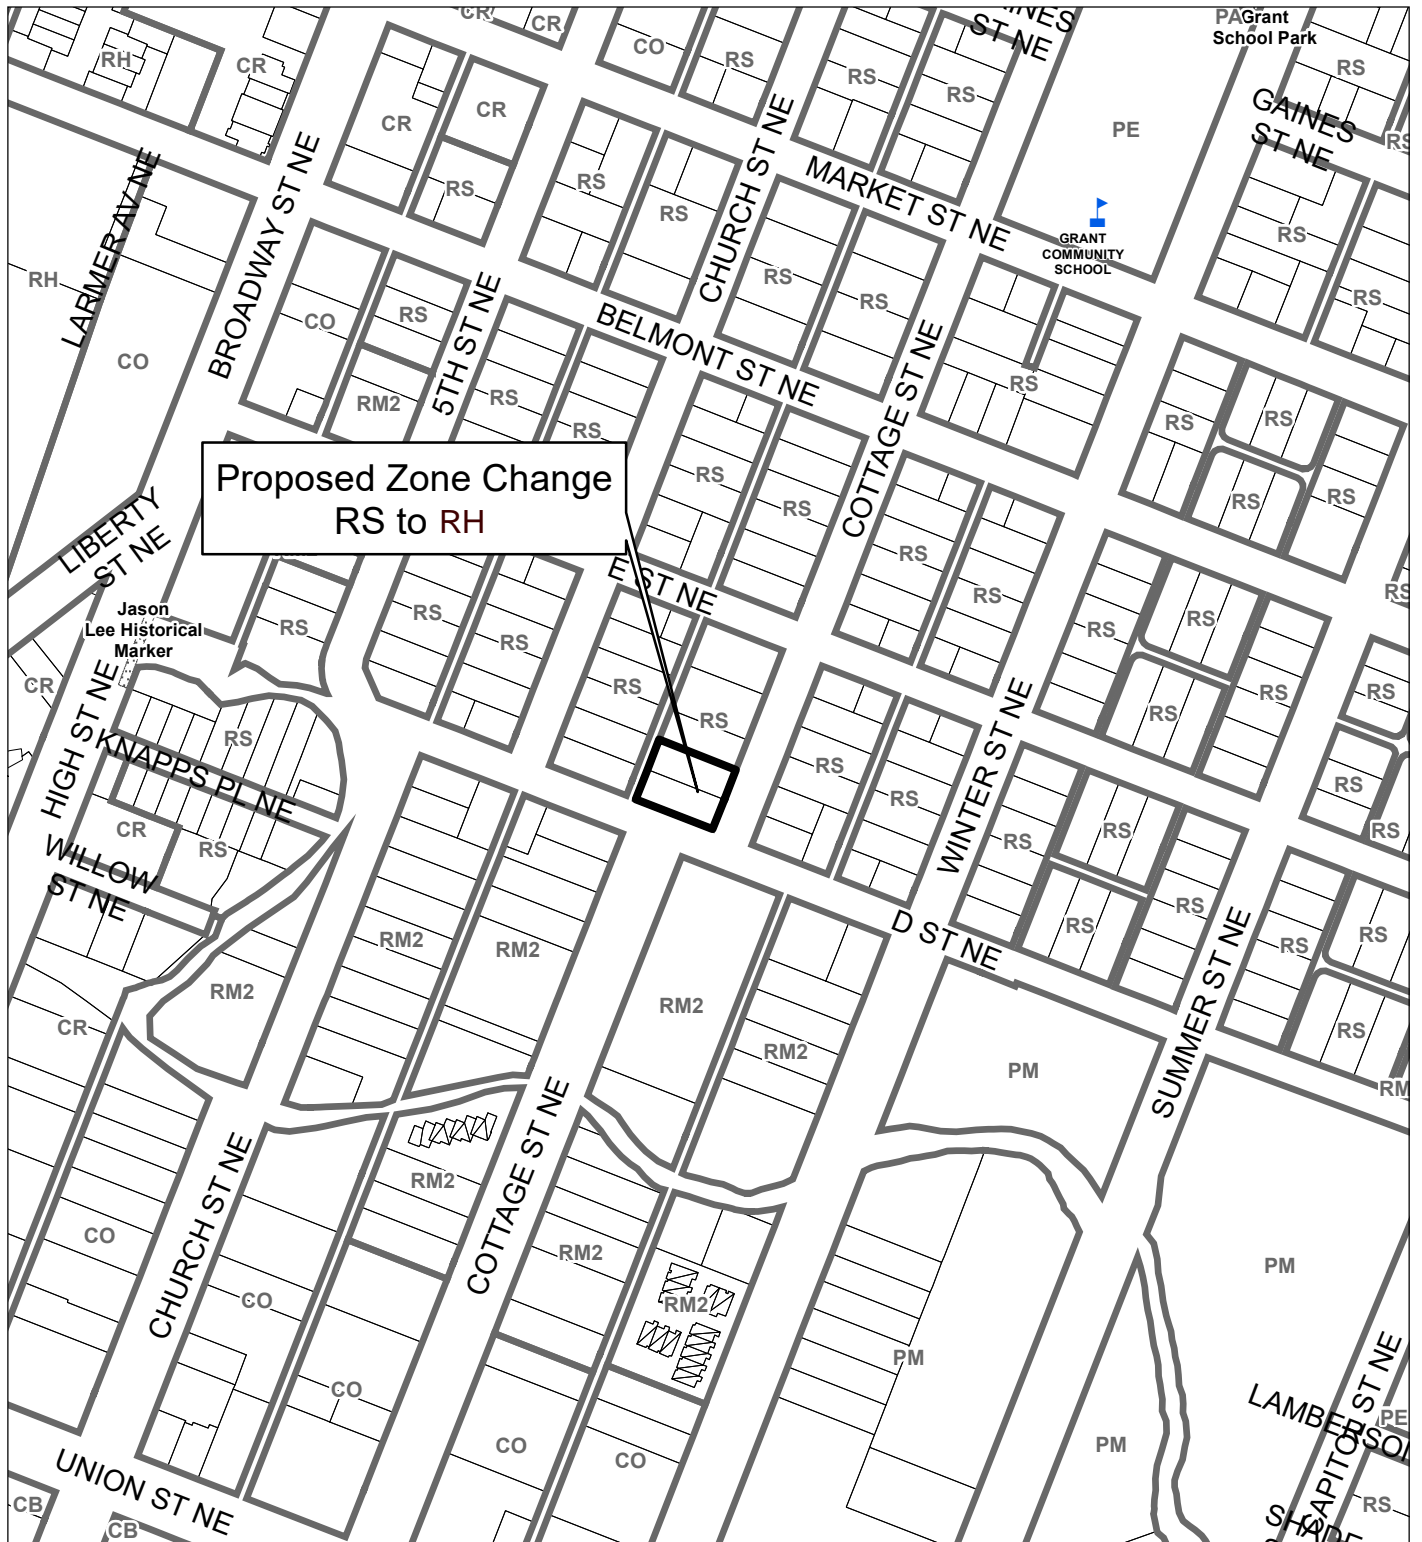 CR
CR
INES
ST NE
PA
Grant
School Park
RH
CR
CO
RS
RS
RS
RS
GAINES
ST NE
RS
CR
CR
PE
LARMER AV NE
BROADWAY ST NE
RS
RS
RS
CHURCH ST NE
MARKET ST NE
GRANT
COMMUNITY
SCHOOL
RS
RH
CO
RS
RS
RS
RS
CO
5TH ST NE
BELMONT ST NE
COTTAGE ST NE
RM2
RS
RS
RS
RS
RS
Proposed Zone Change
RS to RH
RS
RS
RS
RS
LIBERTY
ST NE
E ST NE
RS
RS
RS
RS
Jason
Lee Historical
Marker
RS
RS
RS
RS
RS
CR
HIGH ST NE
RS
RS
RS
RS
RS
RS
KNAPPS PL NE
WINTER ST NE
RS
RS
RS
RS
CR
RS
RS
RS
RS
WILLOW
ST NE
D ST NE
RS
RS
RS
RS
RM2
RM2
SUMMER ST NE
RM2
RM2
RS
CR
RM2
PM
RM
CHURCH ST NE
COTTAGE ST NE
RM2
CO
RM2
PM
CO
RM2
PM
CO
CAPITOL ST NE
LAMBERSO
PE
CO
CO
PM
UNION ST NE
CB
CB
RS
SHADE